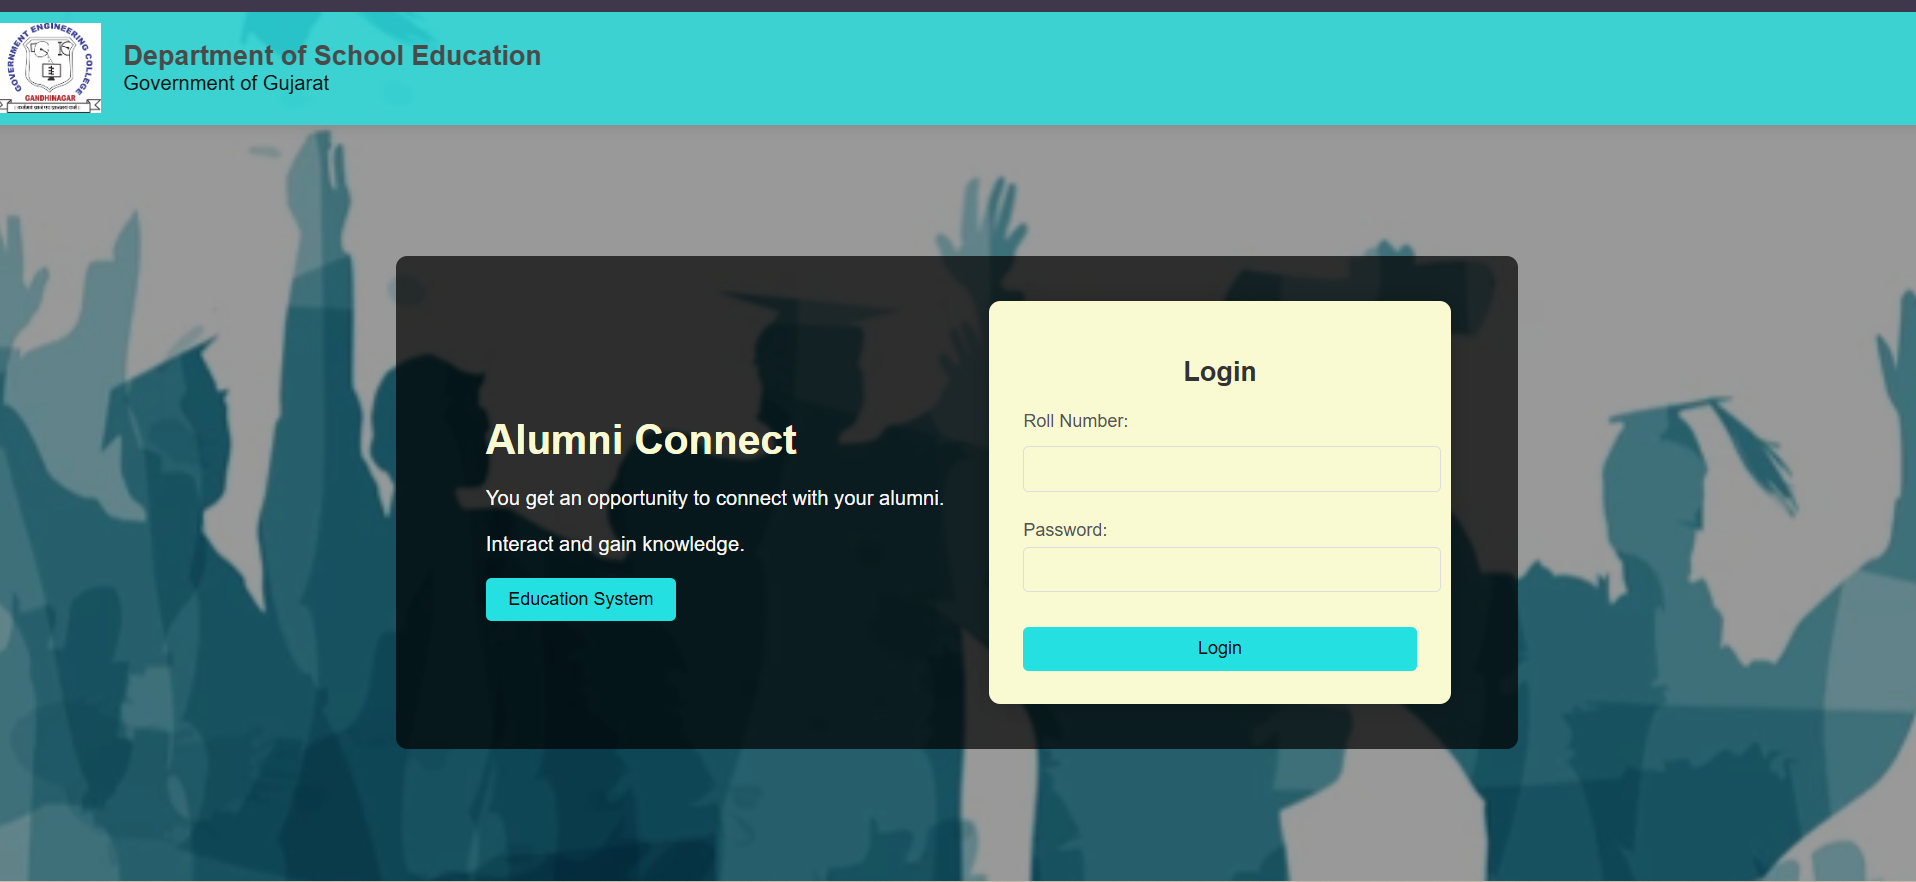 GOVERNMENT ENGINEERING COLLEGE
GANDHINAGAR
Department of School Education
Government of Gujarat
Alumni Connect
You get an opportunity to connect with your alumni.
Interact and gain knowledge.
Education System
Login
Roll Number:
Password:
Login